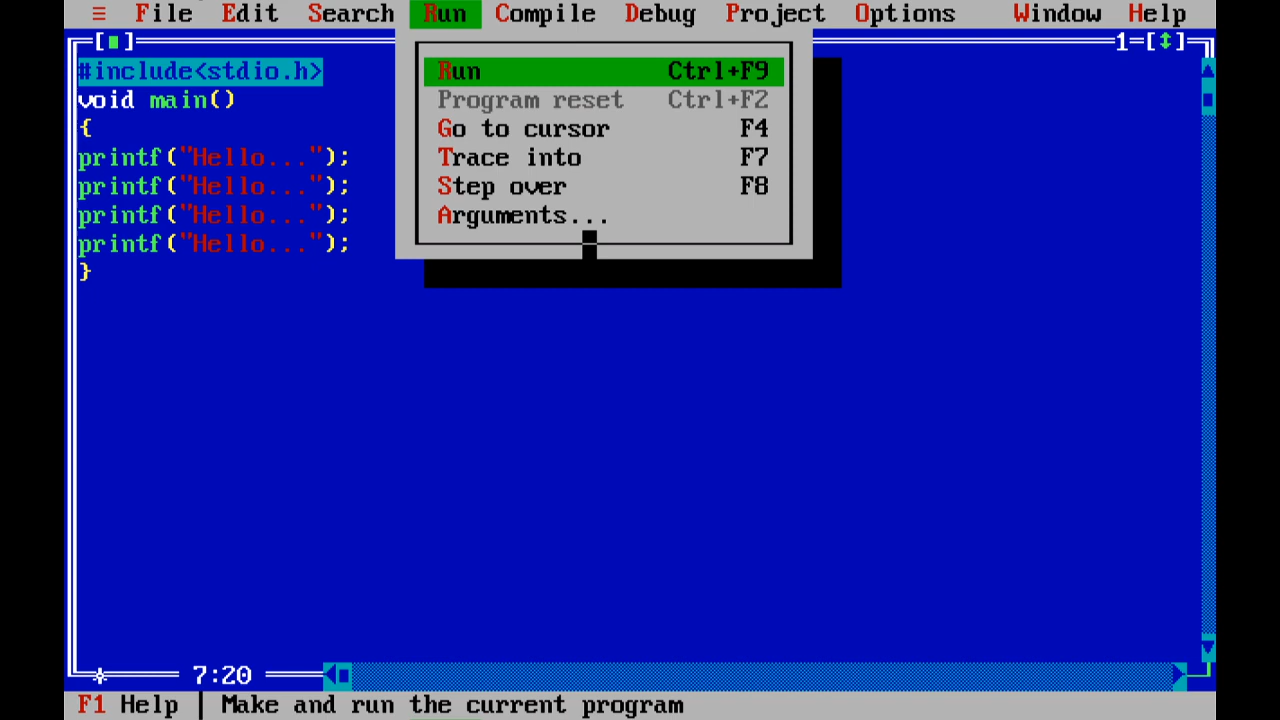 ≡ File Edit Search Run Compile Debug Project Options Window Help
[■] 1=[↕]
#include<stdio.h>
void main()
{
printf("Hello...");
printf("Hello...");
printf("Hello...");
printf("Hello...");
}
Run Ctrl+F9
Program reset Ctrl+F2
Go to cursor F4
Trace into F7
Step over F8
Arguments...
* 7:20
F1 Help │ Make and run the current program